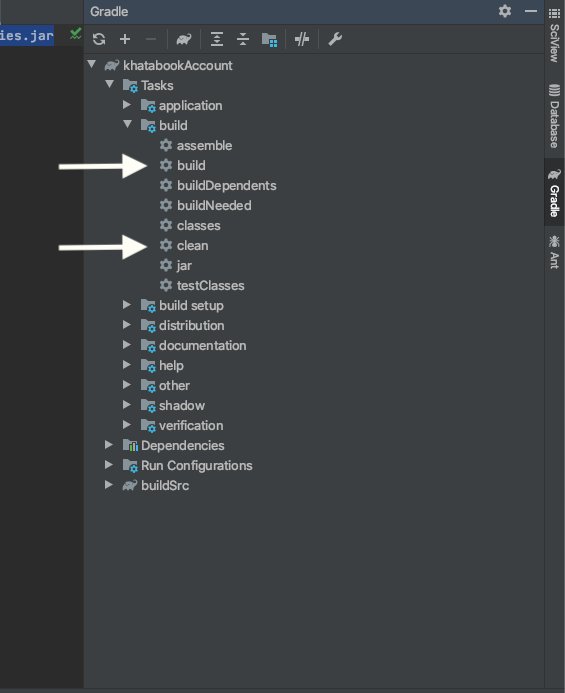 Gradle
ies.jar
khatabookAccount
Tasks
application
build
assemble
build
buildDependents
buildNeeded
classes
clean
jar
testClasses
build setup
distribution
documentation
help
other
shadow
verification
Dependencies
Run Configurations
buildSrc
SciView
Database
Gradle
Ant